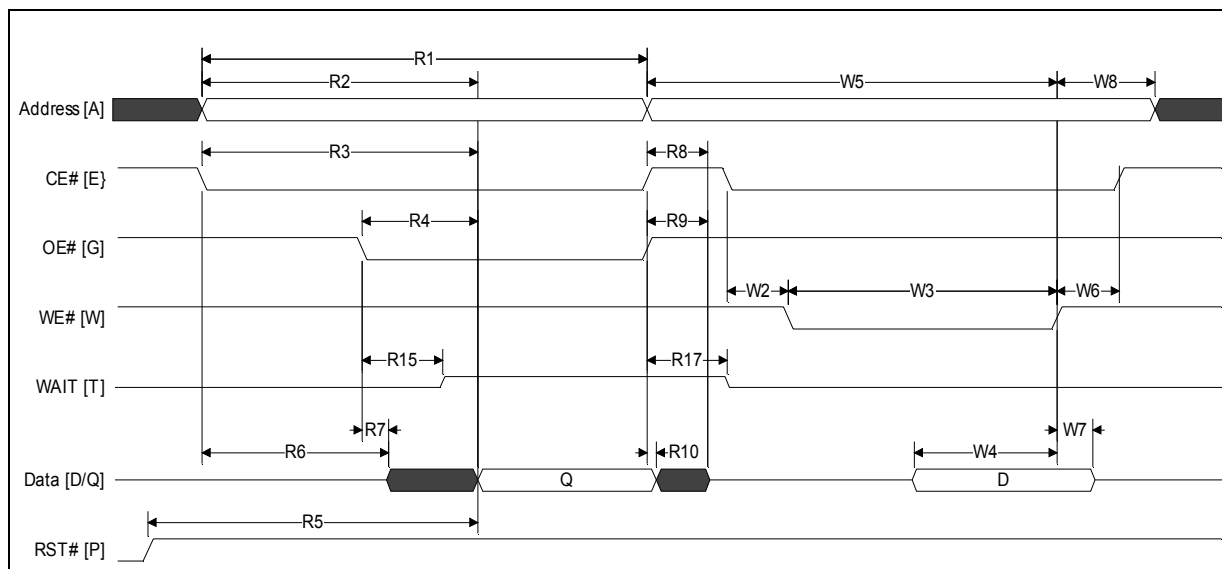 R1
R2
W5
W8
Address [A]
R3
R8
CE# [E}
R4
R9
OE# [G]
W2
W3
W6
WE# [W]
R15
R17
WAIT [T]
R7
R6
R10
W4
W7
Data [D/Q]
Q
D
R5
RST# [P]